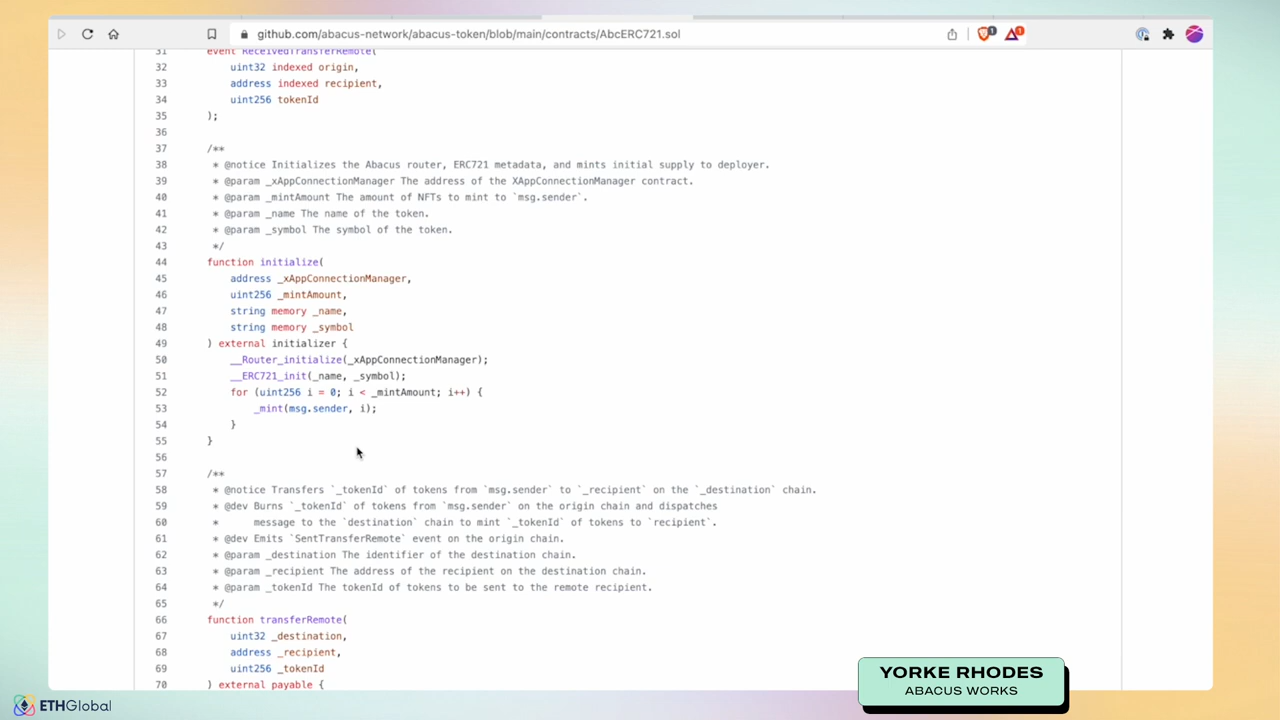 github.com/abacus-network/abacus-token/blob/main/contracts/AbcERC721.sol
1
1
31 event ReceivedTransferRemote(
32 uint32 indexed origin,
33 address indexed recipient,
34 uint256 tokenId
35 );
36
37 /**
38 * @notice Initializes the Abacus router, ERC721 metadata, and mints initial supply to deployer.
39 * @param _xAppConnectionManager The address of the XAppConnectionManager contract.
40 * @param _mintAmount The amount of NFTs to mint to `msg.sender`.
41 * @param _name The name of the token.
42 * @param _symbol The symbol of the token.
43 */
44 function initialize(
45 address _xAppConnectionManager,
46 uint256 _mintAmount,
47 string memory _name,
48 string memory _symbol
49 ) external initializer {
50 __Router_initialize(_xAppConnectionManager);
51 __ERC721_init(_name, _symbol);
52 for (uint256 i = 0; i < _mintAmount; i++) {
53 _mint(msg.sender, i);
54 }
55 }
56
57 /**
58 * @notice Transfers `_tokenId` of tokens from `msg.sender` to `_recipient` on the `_destination` chain.
59 * @dev Burns `_tokenId` of tokens from `msg.sender` on the origin chain and dispatches
60 * message to the `destination` chain to mint `_tokenId` of tokens to `recipient`.
61 * @dev Emits `SentTransferRemote` event on the origin chain.
62 * @param _destination The identifier of the destination chain.
63 * @param _recipient The address of the recipient on the destination chain.
64 * @param _tokenId The tokenId of tokens to be sent to the remote recipient.
65 */
66 function transferRemote(
67 uint32 _destination,
68 address _recipient,
69 uint256 _tokenId
70 ) external payable {
YORKE RHODES
ABACUS WORKS
ETHGlobal